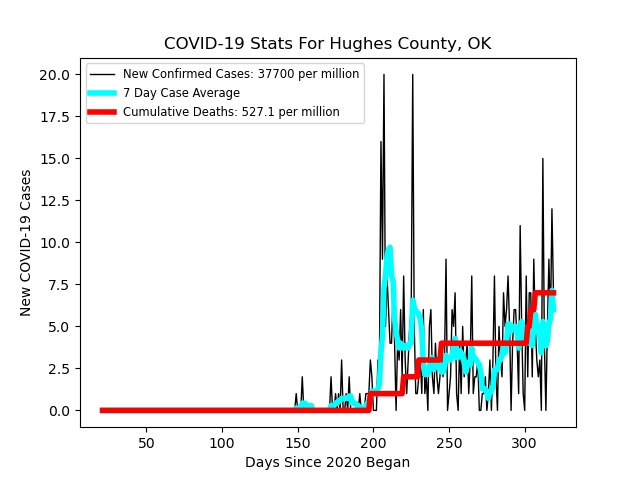 COVID-19 Stats For Hughes County, OK
New Confirmed Cases: 37700 per million
7 Day Case Average
Cumulative Deaths: 527.1 per million
New COVID-19 Cases
20.0
17.5
15.0
12.5
10.0
7.5
5.0
2.5
0.0
50 100 150 200 250 300
Days Since 2020 Began